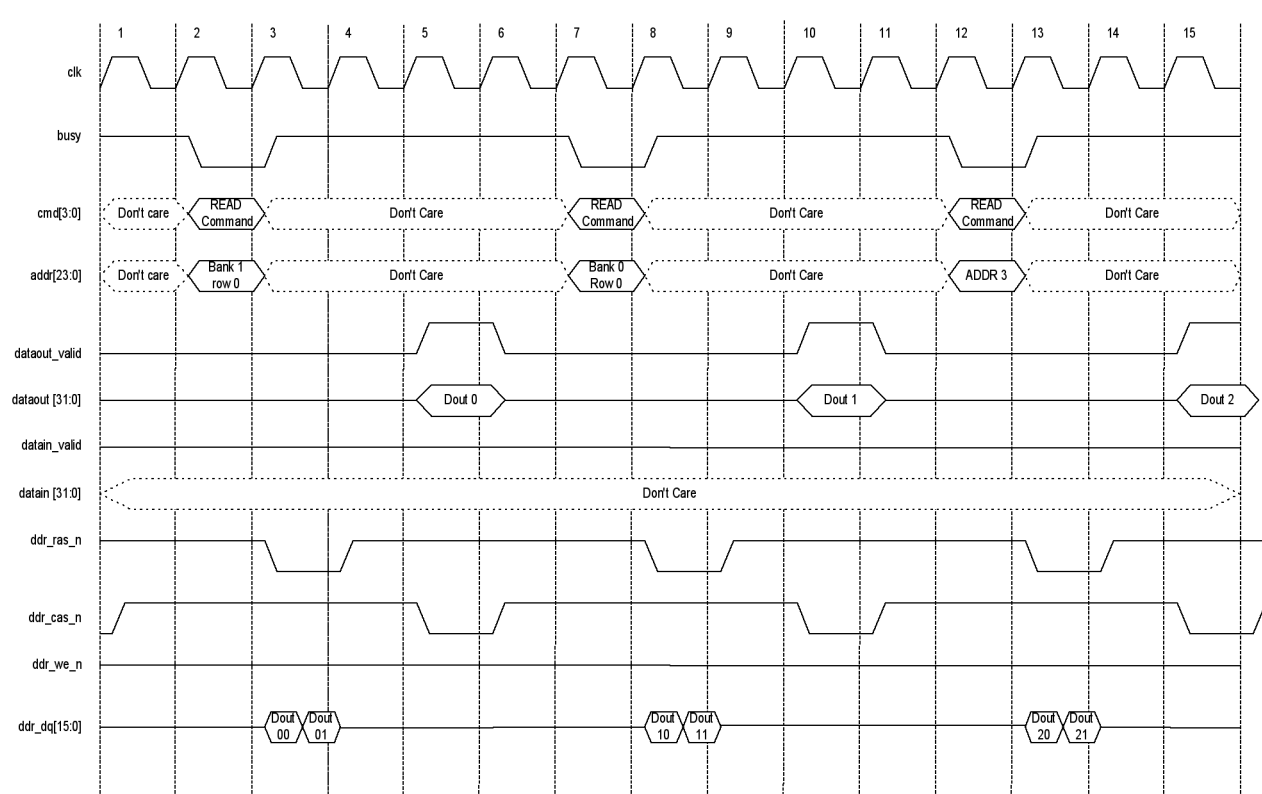 1 2 3 4 5 6 7 8 9 10 11 12 13 14 15
clk
busy
cmd[3:0] Don't care READ Don't Care READ Don't Care READ Don't Care
Command Command Command
addr[23:0] Don't care Bank 1 Don't Care Bank 0 Don't Care ADDR 3 Don't Care
row 0 Row 0
dataout_valid
dataout [31:0] Dout 0 Dout 1 Dout 2
datain_valid
datain [31:0] Don't Care
ddr_ras_n
ddr_cas_n
ddr_we_n
ddr_dq[15:0] Dout Dout Dout Dout Dout Dout
00 01 10 11 20 21